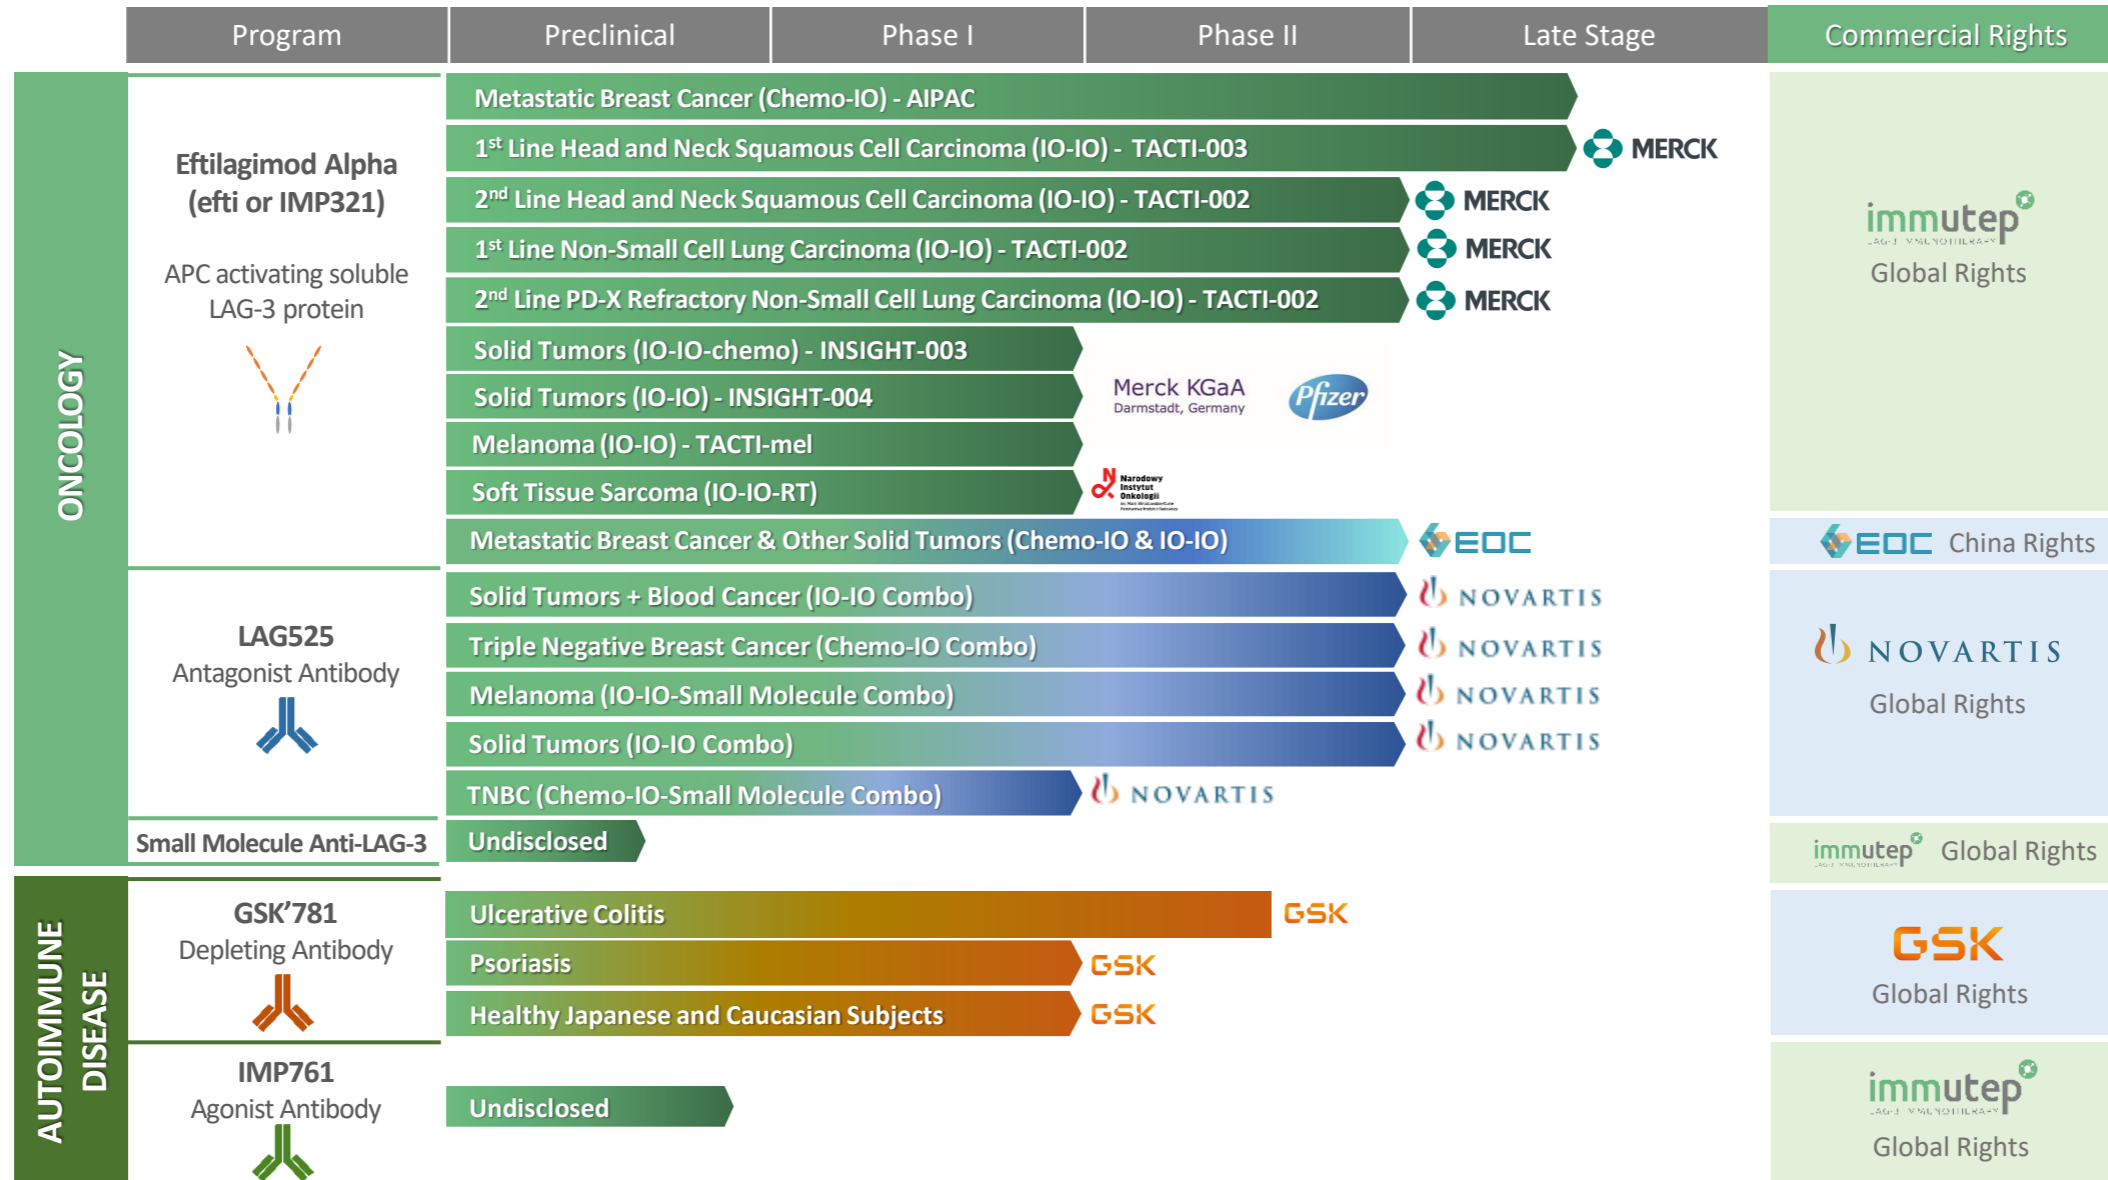 Program
Preclinical
Phase I
Phase II
Late Stage
Commercial Rights
ONCOLOGY
Eftilagimod Alpha
(efti or IMP321)
APC activating soluble
LAG-3 protein
Metastatic Breast Cancer (Chemo-IO) - AIPAC
1st Line Head and Neck Squamous Cell Carcinoma (IO-IO) - TACTI-003
MERCK
2nd Line Head and Neck Squamous Cell Carcinoma (IO-IO) - TACTI-002
MERCK
1st Line Non-Small Cell Lung Carcinoma (IO-IO) - TACTI-002
MERCK
2nd Line PD-X Refractory Non-Small Cell Lung Carcinoma (IO-IO) - TACTI-002
MERCK
Solid Tumors (IO-IO-chemo) - INSIGHT-003
Solid Tumors (IO-IO) - INSIGHT-004
Merck KGaA
Darmstadt, Germany
Pfizer
Melanoma (IO-IO) - TACTI-mel
Soft Tissue Sarcoma (IO-IO-RT)
Narodowy
Instytut
Onkologii
Metastatic Breast Cancer & Other Solid Tumors (Chemo-IO & IO-IO)
EOC
immutep
LAG-3 IMMUNOTHERAPY
Global Rights
EOC China Rights
LAG525
Antagonist Antibody
Solid Tumors + Blood Cancer (IO-IO Combo)
NOVARTIS
Triple Negative Breast Cancer (Chemo-IO Combo)
NOVARTIS
Melanoma (IO-IO-Small Molecule Combo)
NOVARTIS
Solid Tumors (IO-IO Combo)
NOVARTIS
TNBC (Chemo-IO-Small Molecule Combo)
NOVARTIS
NOVARTIS
Global Rights
Small Molecule Anti-LAG-3
Undisclosed
immutep Global Rights
LAG-3 IMMUNOTHERAPY
AUTOIMMUNE
DISEASE
GSK'781
Depleting Antibody
Ulcerative Colitis
GSK
Psoriasis
GSK
Healthy Japanese and Caucasian Subjects
GSK
GSK
Global Rights
IMP761
Agonist Antibody
Undisclosed
immutep
LAG-3 IMMUNOTHERAPY
Global Rights